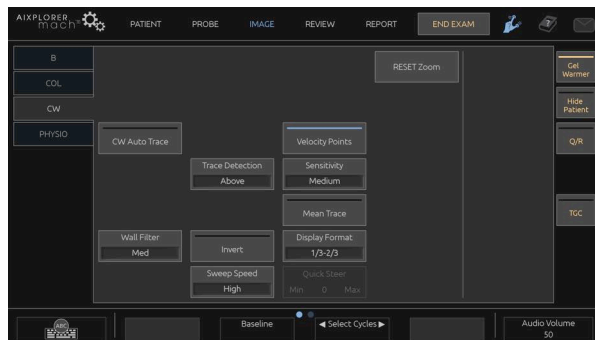 AIXPLORER
mach
PATIENT
PROBE
IMAGE
REVIEW
REPORT
END EXAM
B
COL
CW
PHYSIO
RESET Zoom
CW Auto Trace
Velocity Points
Trace Detection
Above
Sensitivity
Medium
Mean Trace
Wall Filter
Med
Invert
Display Format
1/3-2/3
Sweep Speed
High
Quick Steer
Min 0 Max
Gel
Warmer
Hide
Patient
Q/R
TGC
ABC
Baseline
◀ Select Cycles ▶
Audio Volume
50